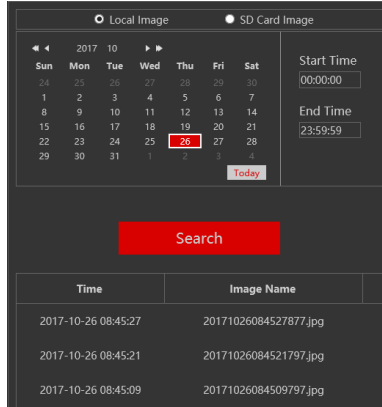 Local Image SD Card Image
2017 10
Sun Mon Tue Wed Thu Fri Sat
24 25 26 27 28 29 30
1 2 3 4 5 6 7
8 9 10 11 12 13 14
15 16 17 18 19 20 21
22 23 24 25 26 27 28
29 30 31 1 2 3 4
Today
Start Time
00:00:00
End Time
23:59:59
Search
Time Image Name
2017-10-26 08:45:27 20171026084527877.jpg
2017-10-26 08:45:21 20171026084521797.jpg
2017-10-26 08:45:09 20171026084509797.jpg